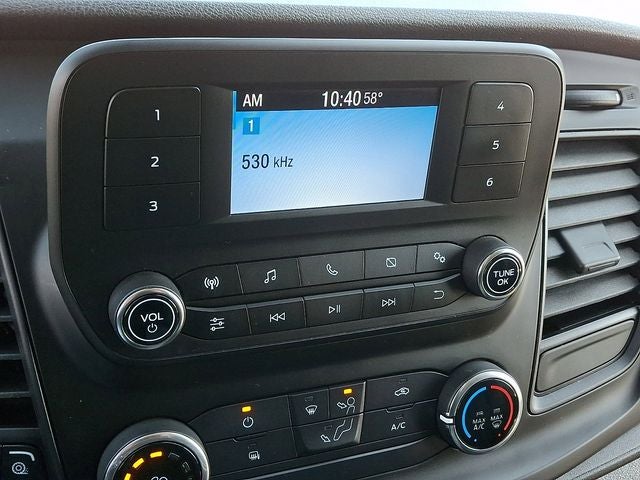 AM 10:40 58°
1
530 kHz
1
2
3
4
5
6
VOL
TUNE
OK
A/C
MAX
A/C
MAX